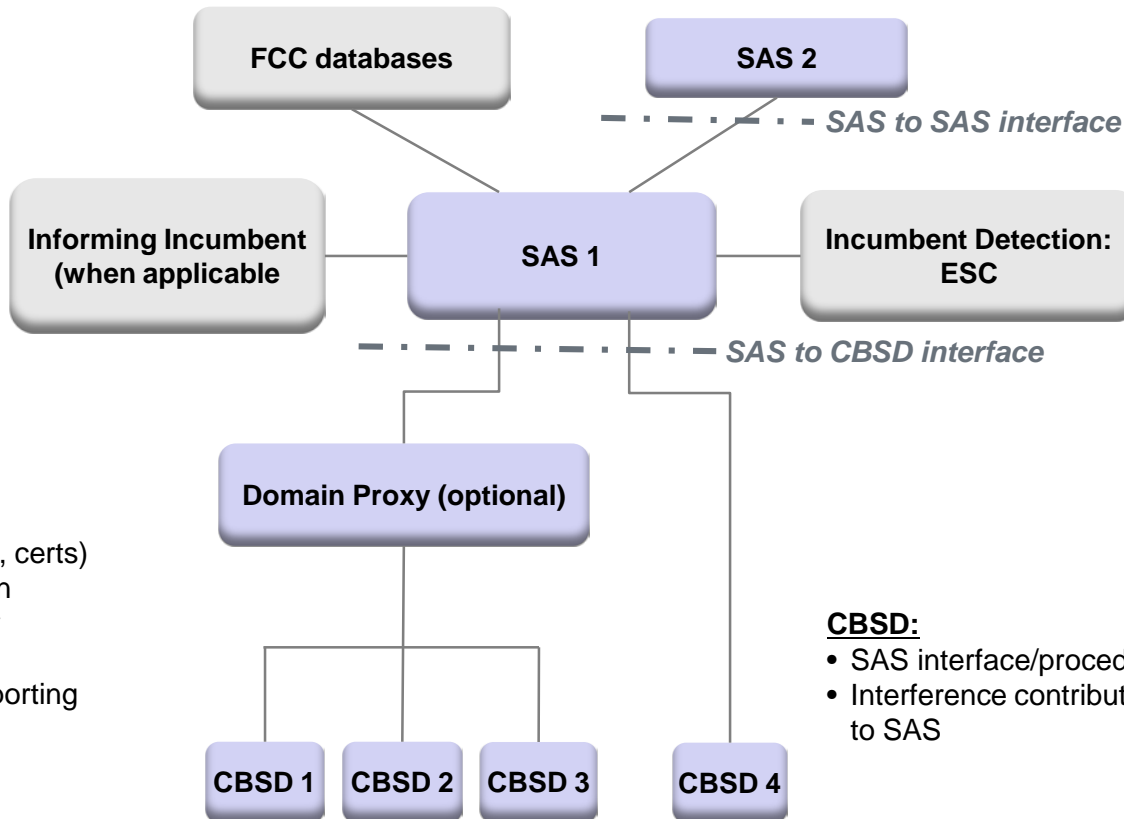 FCC databases
SAS 2
SAS to SAS interface
Informing Incumbent
(when applicable
SAS 1
Incumbent Detection:
ESC
SAS to CBSD interface
Domain Proxy (optional)
, certs)
CBSD:
• SAS interface/proced
• Interference contribut
to SAS
orting
CBSD 1
CBSD 2
CBSD 3
CBSD 4